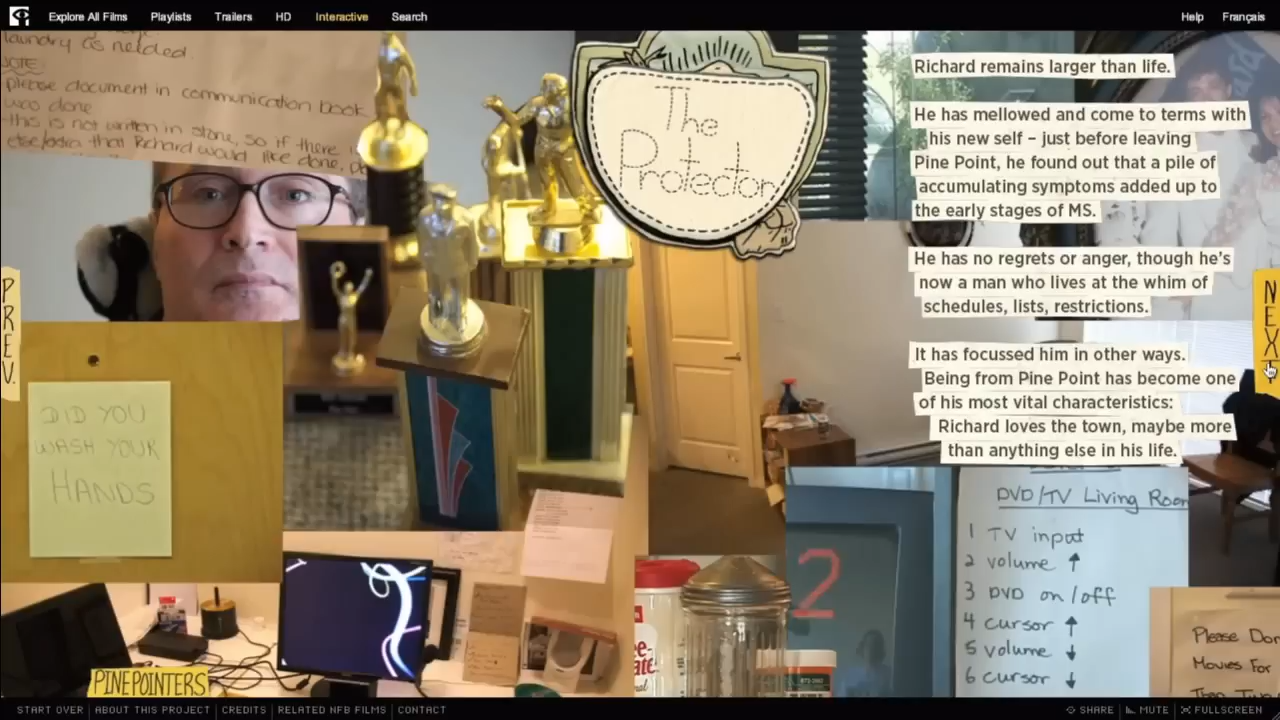 Explore All Films Playlists Trailers HD Interactive Search Help Français
laundry as needed.
NOTE:
please document in communication book
was done
-this is not written in stone, so if there
else/extra that Richard would like done,
The
Protector
Richard remains larger than life.
He has mellowed and come to terms with
his new self – just before leaving
Pine Point, he found out that a pile of
accumulating symptoms added up to
the early stages of MS.
He has no regrets or anger, though he's
now a man who lives at the whim of
schedules, lists, restrictions.
It has focussed him in other ways.
Being from Pine Point has become one
of his most vital characteristics:
Richard loves the town, maybe more
than anything else in his life.
PREV.
NEXT
DID YOU
WASH YOUR
HANDS
2
DVD/TV Living Room
1 TV input
2 volume ↑
3 DVD on/off
4 cursor ↑
5 volume ↓
6 cursor ↓
Please Don
Movies For
PINEPOINTERS
START OVER ABOUT THIS PROJECT CREDITS RELATED NFB FILMS CONTACT SHARE MUTE FULLSCREEN